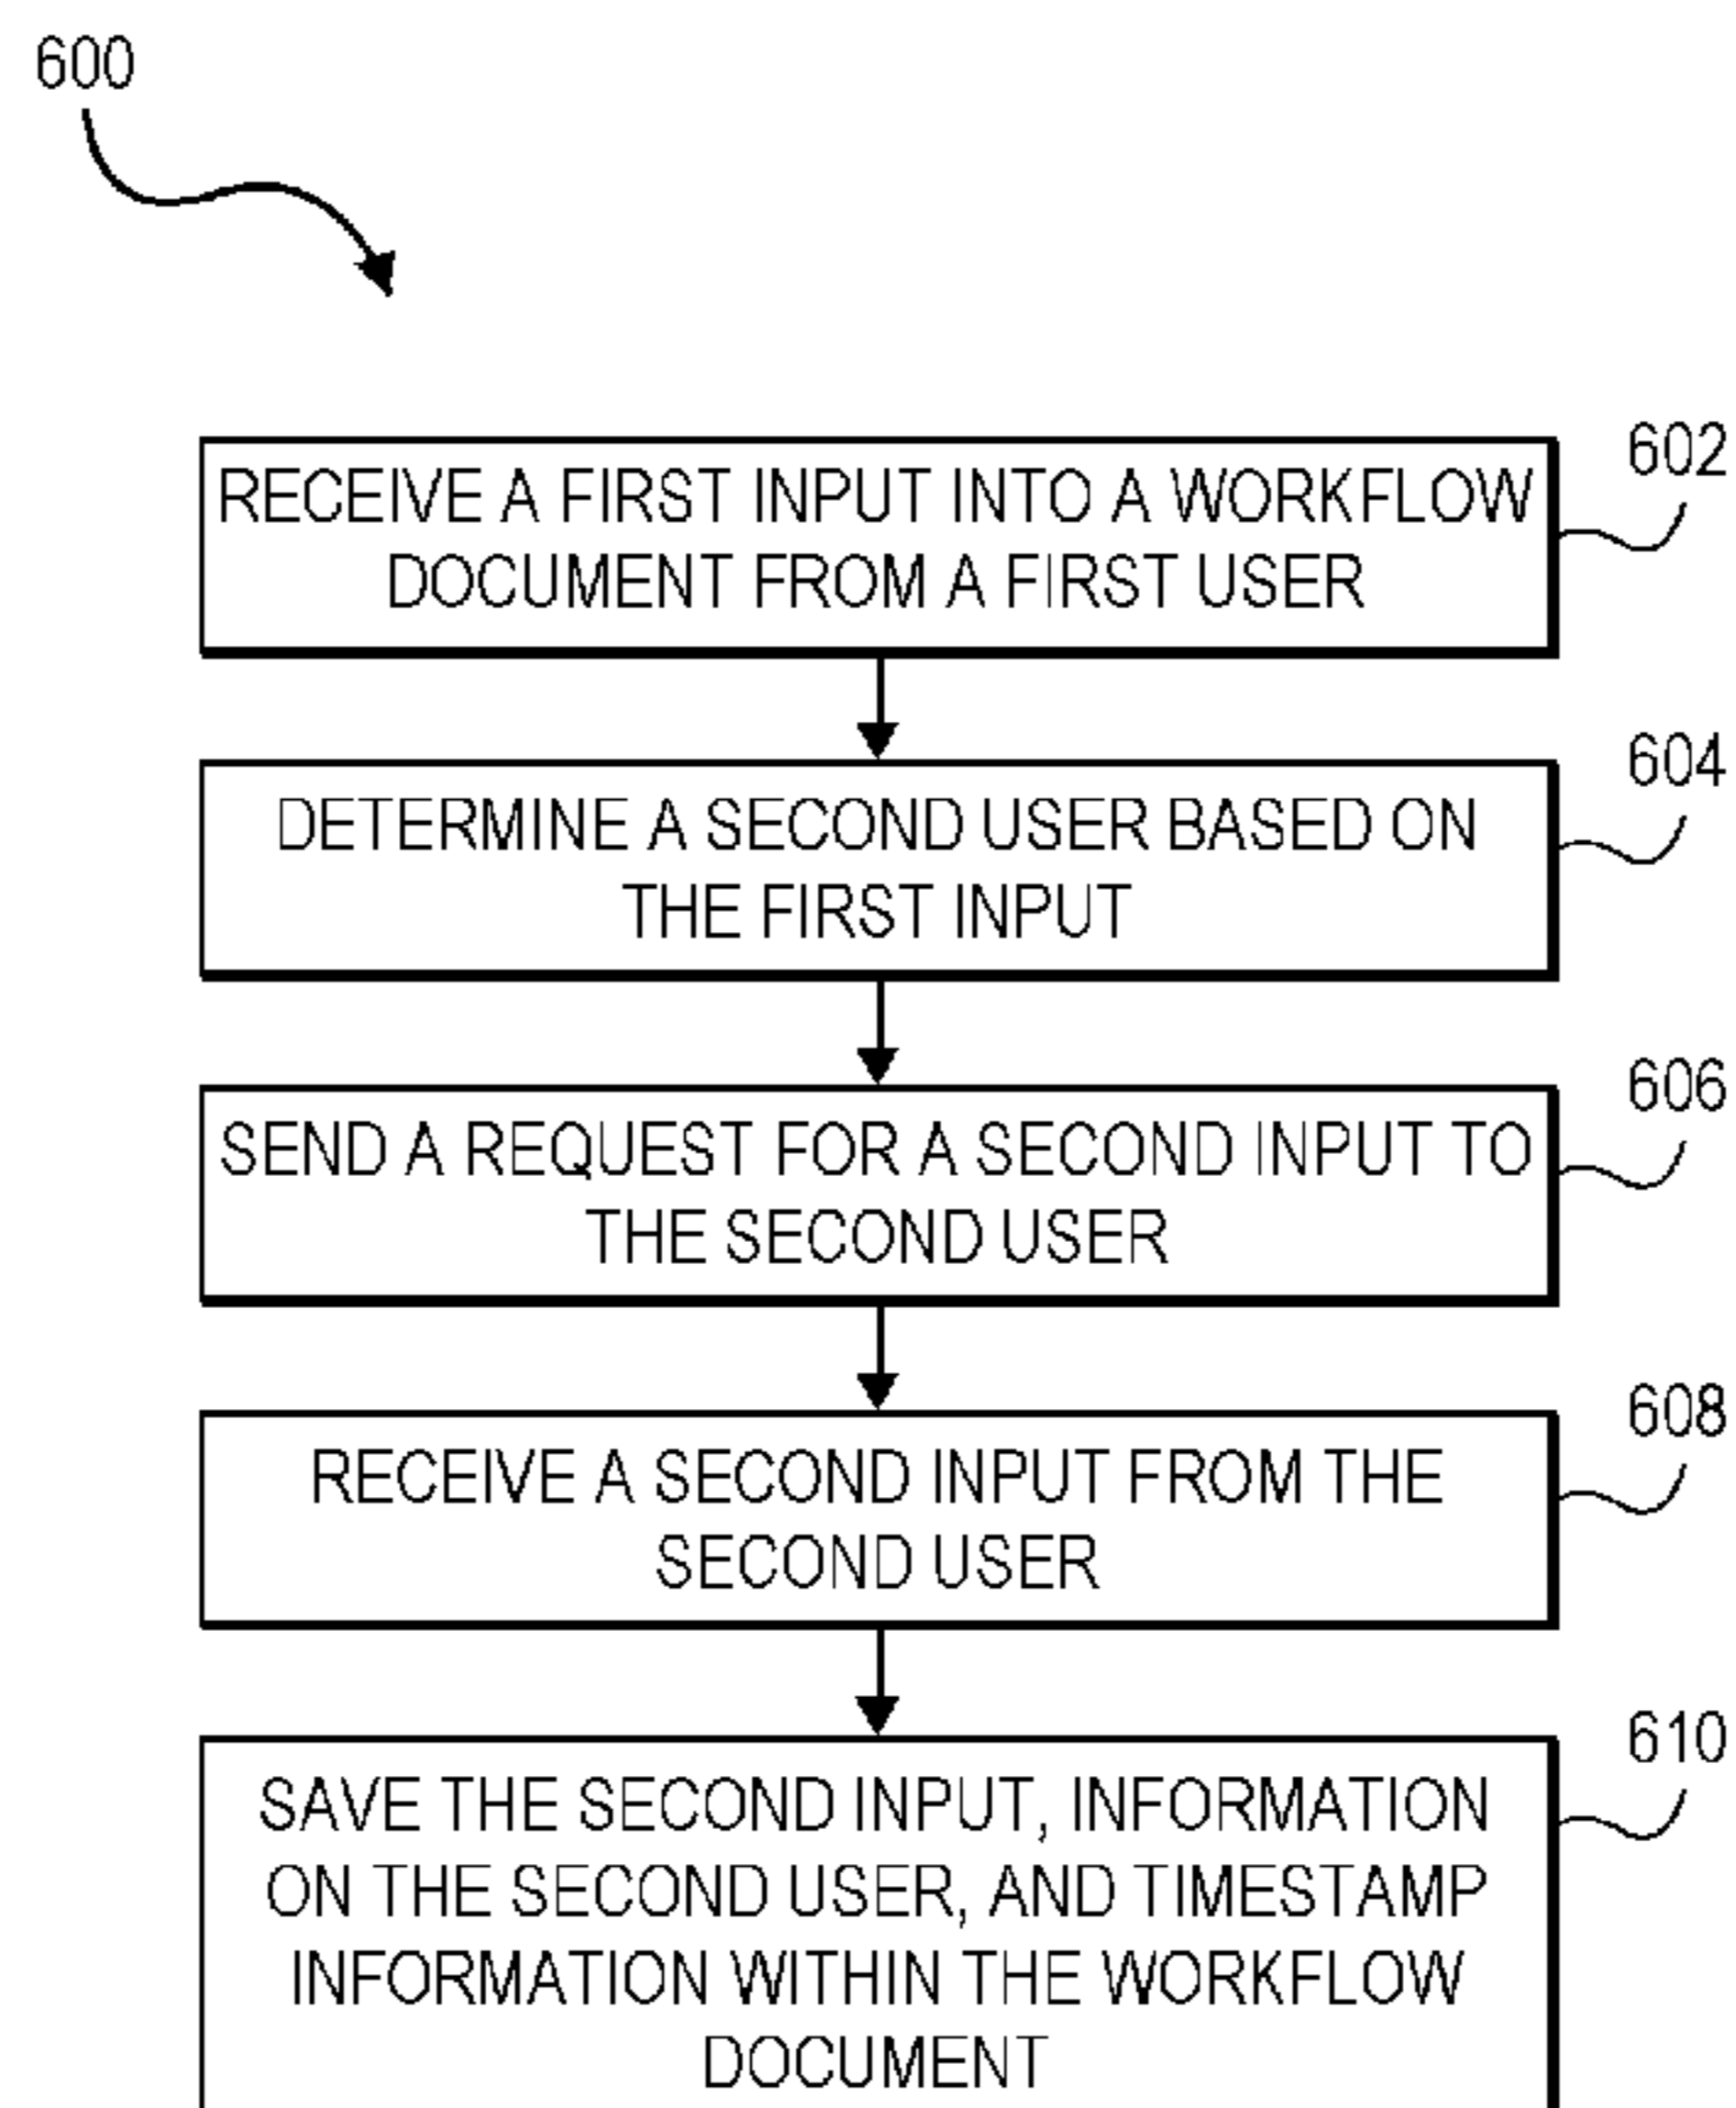 600
602
RECEIVE A FIRST INPUT INTO A WORKFLOW
DOCUMENT FROM A FIRST USER
604
DETERMINE A SECOND USER BASED ON
THE FIRST INPUT
606
SEND A REQUEST FOR A SECOND INPUT TO
THE SECOND USER
608
RECEIVE A SECOND INPUT FROM THE
SECOND USER
610
SAVE THE SECOND INPUT, INFORMATION
ON THE SECOND USER, AND TIMESTAMP
INFORMATION WITHIN THE WORKFLOW
DOCUMENT